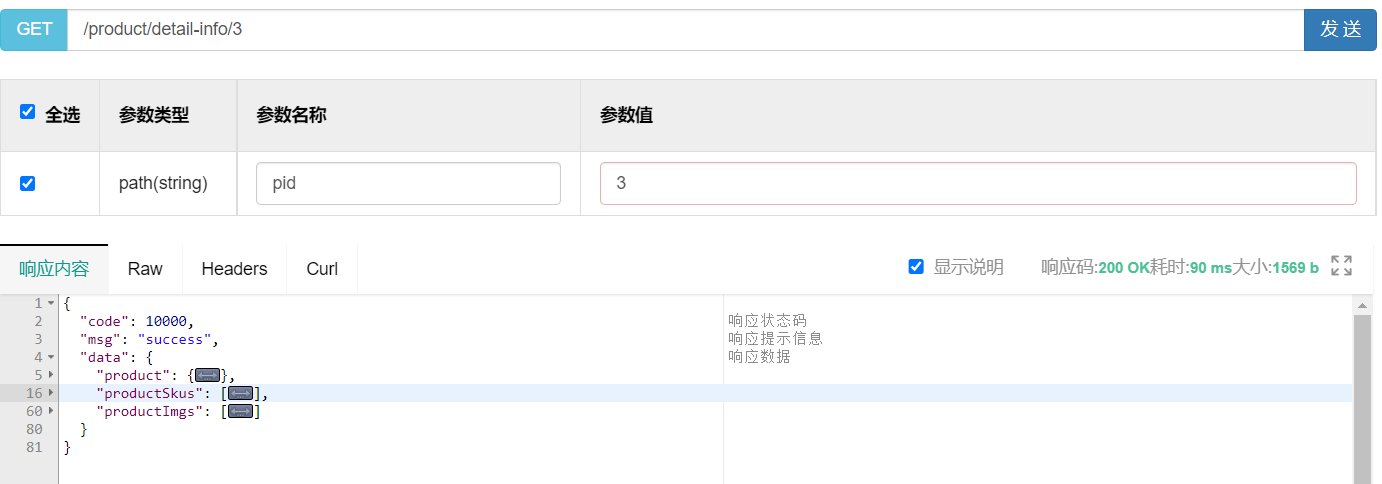 GET /product/detail-info/3 发 送
全选 参数类型 参数名称 参数值
path(string) pid 3
响应内容 Raw Headers Curl 显示说明 响应码:200 OK耗时:90 ms大小:1569 b
1 {
2 "code": 10000, 响应状态码
3 "msg": "success", 响应提示信息
4 "data": { 响应数据
5 "product": {},
16 "productSkus": [],
60 "productImgs": []
80 }
81 }